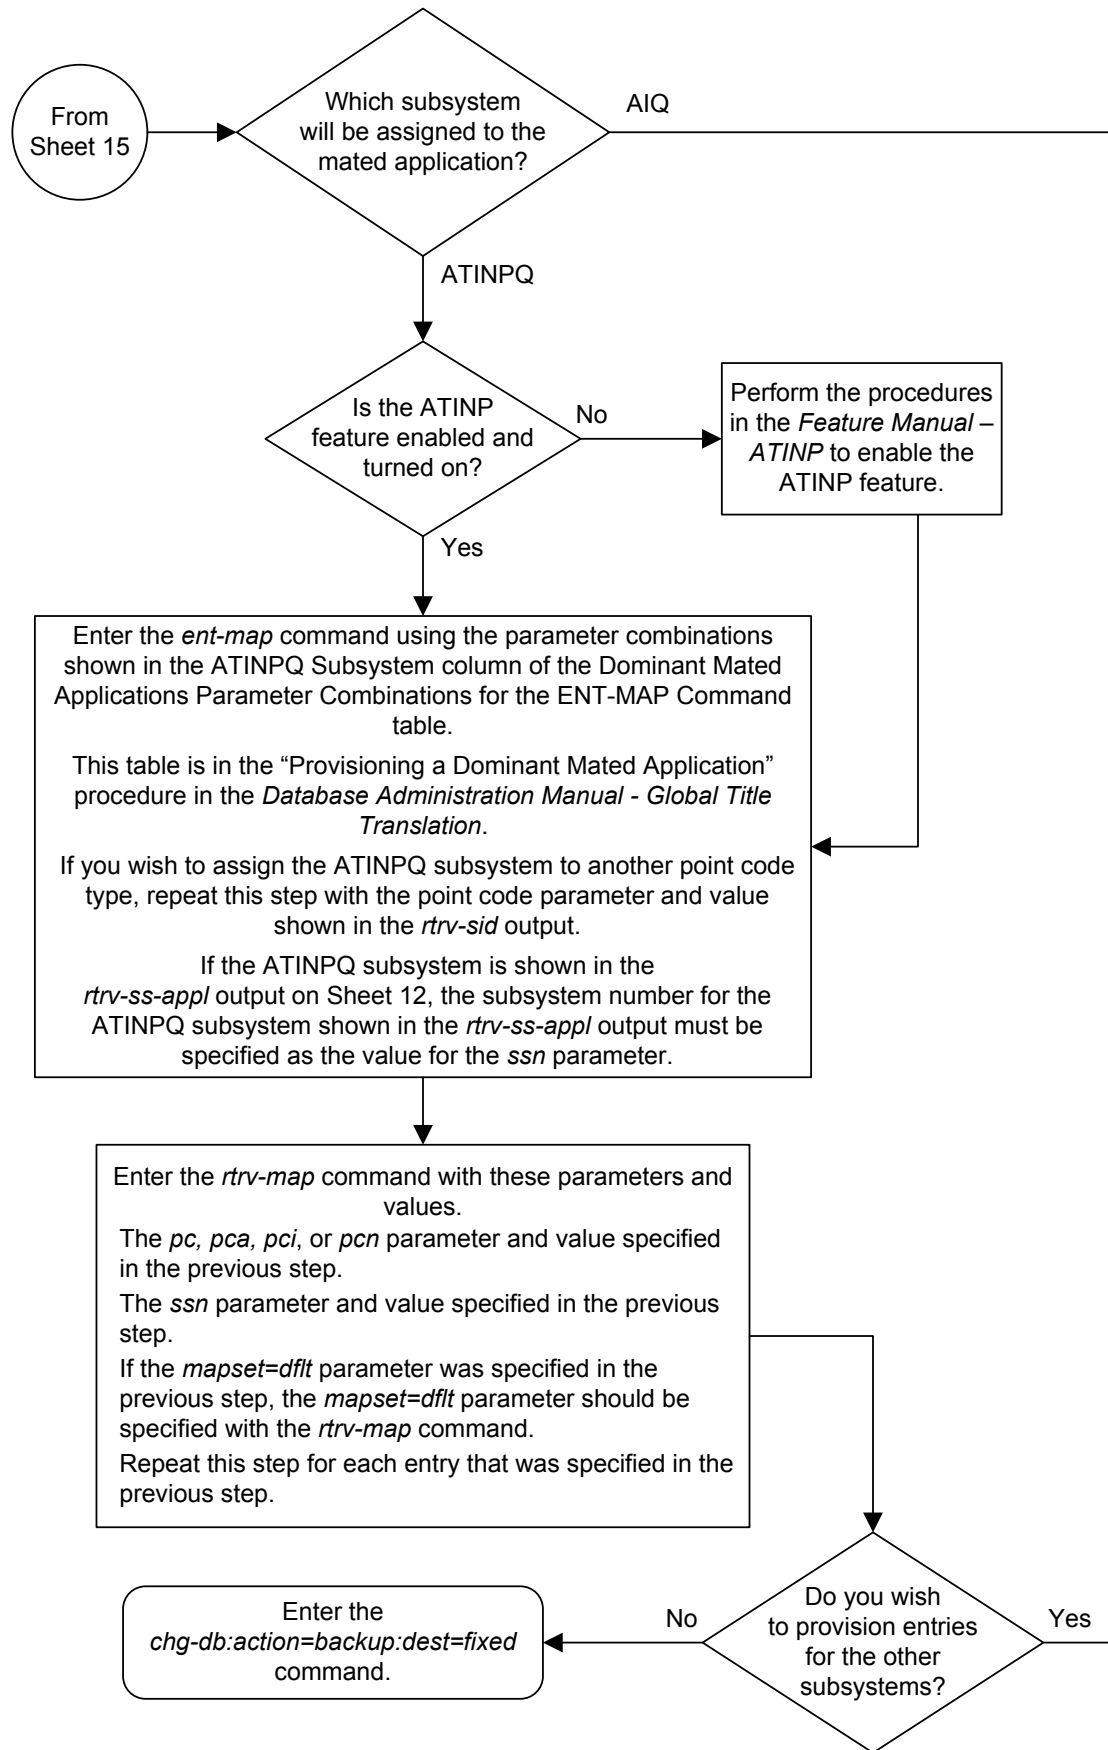 From
Sheet 15
Which subsystem
will be assigned to the
mated application?
AIQ
ATINPQ
Is the ATINP
feature enabled and
turned on?
No
Perform the procedures
in the Feature Manual –
ATINP to enable the
ATINP feature.
Yes
Enter the ent-map command using the parameter combinations
shown in the ATINPQ Subsystem column of the Dominant Mated
Applications Parameter Combinations for the ENT-MAP Command
table.
This table is in the “Provisioning a Dominant Mated Application”
procedure in the Database Administration Manual - Global Title
Translation.
If you wish to assign the ATINPQ subsystem to another point code
type, repeat this step with the point code parameter and value
shown in the rtrv-sid output.
If the ATINPQ subsystem is shown in the
rtrv-ss-appl output on Sheet 12, the subsystem number for the
ATINPQ subsystem shown in the rtrv-ss-appl output must be
specified as the value for the ssn parameter.
Enter the rtrv-map command with these parameters and
values.
The pc, pca, pci, or pcn parameter and value specified
in the previous step.
The ssn parameter and value specified in the previous
step.
If the mapset=dflt parameter was specified in the
previous step, the mapset=dflt parameter should be
specified with the rtrv-map command.
Repeat this step for each entry that was specified in the
previous step.
Do you wish
to provision entries
for the other
subsystems?
No
Yes
Enter the
chg-db:action=backup:dest=fixed
command.